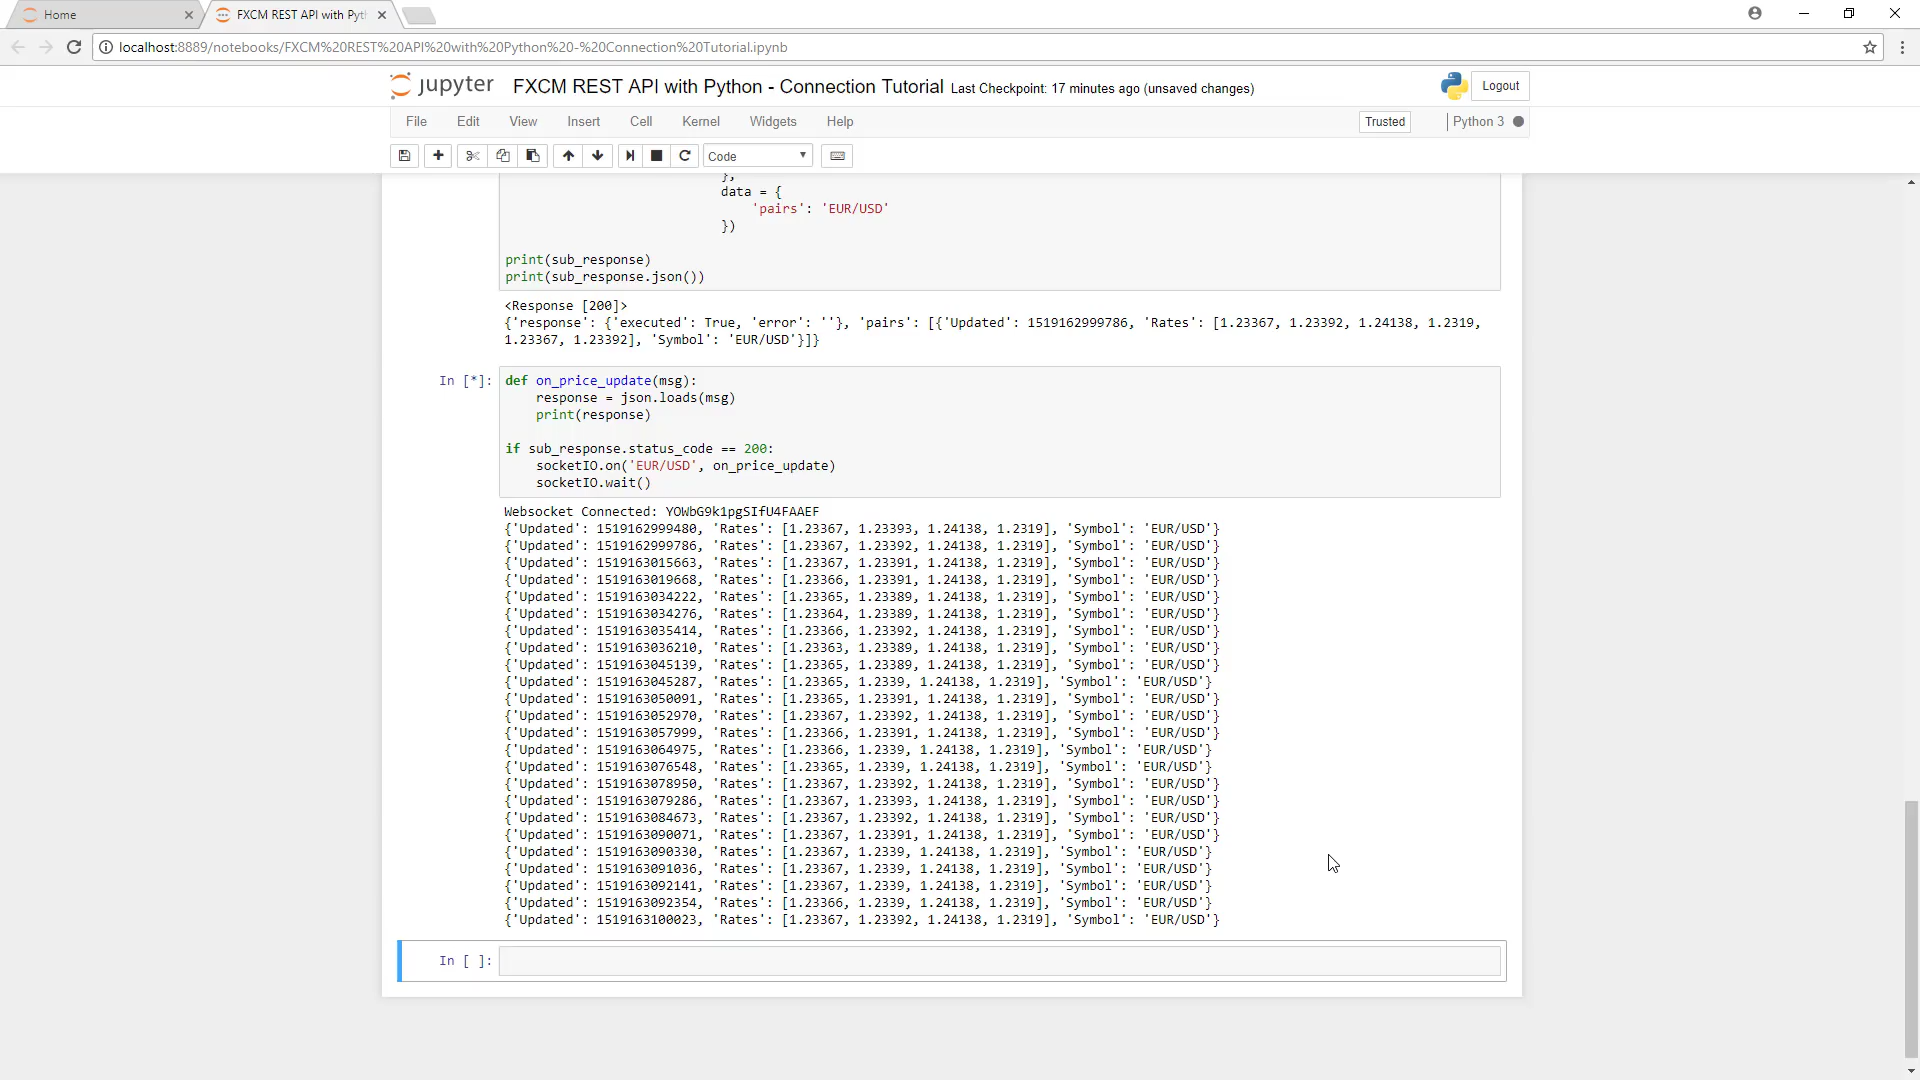 Home
FXCM REST API with Pyt
localhost:8889/notebooks/FXCM%20REST%20API%20with%20Python%20-%20Connection%20Tutorial.ipynb
jupyter FXCM REST API with Python - Connection Tutorial Last Checkpoint: 17 minutes ago (unsaved changes) Logout
File Edit View Insert Cell Kernel Widgets Help Trusted Python 3
Code
},
data = {
'pairs': 'EUR/USD'
})
print(sub_response)
print(sub_response.json())
<Response [200]>
{'response': {'executed': True, 'error': ''}, 'pairs': [{'Updated': 1519162999786, 'Rates': [1.23367, 1.23392, 1.24138, 1.2319,
1.23367, 1.23392], 'Symbol': 'EUR/USD'}]}
In [*]: def on_price_update(msg):
response = json.loads(msg)
print(response)
if sub_response.status_code == 200:
socketIO.on('EUR/USD', on_price_update)
socketIO.wait()
Websocket Connected: YOWbG9k1pgSIfU4FAAEF
{'Updated': 1519162999480, 'Rates': [1.23367, 1.23393, 1.24138, 1.2319], 'Symbol': 'EUR/USD'}
{'Updated': 1519162999786, 'Rates': [1.23367, 1.23392, 1.24138, 1.2319], 'Symbol': 'EUR/USD'}
{'Updated': 1519163015663, 'Rates': [1.23367, 1.23391, 1.24138, 1.2319], 'Symbol': 'EUR/USD'}
{'Updated': 1519163019668, 'Rates': [1.23366, 1.23391, 1.24138, 1.2319], 'Symbol': 'EUR/USD'}
{'Updated': 1519163034222, 'Rates': [1.23365, 1.23389, 1.24138, 1.2319], 'Symbol': 'EUR/USD'}
{'Updated': 1519163034276, 'Rates': [1.23364, 1.23389, 1.24138, 1.2319], 'Symbol': 'EUR/USD'}
{'Updated': 1519163035414, 'Rates': [1.23366, 1.23392, 1.24138, 1.2319], 'Symbol': 'EUR/USD'}
{'Updated': 1519163036210, 'Rates': [1.23363, 1.23389, 1.24138, 1.2319], 'Symbol': 'EUR/USD'}
{'Updated': 1519163045139, 'Rates': [1.23365, 1.23389, 1.24138, 1.2319], 'Symbol': 'EUR/USD'}
{'Updated': 1519163045287, 'Rates': [1.23365, 1.2339, 1.24138, 1.2319], 'Symbol': 'EUR/USD'}
{'Updated': 1519163050091, 'Rates': [1.23365, 1.23391, 1.24138, 1.2319], 'Symbol': 'EUR/USD'}
{'Updated': 1519163052970, 'Rates': [1.23367, 1.23392, 1.24138, 1.2319], 'Symbol': 'EUR/USD'}
{'Updated': 1519163057999, 'Rates': [1.23366, 1.23391, 1.24138, 1.2319], 'Symbol': 'EUR/USD'}
{'Updated': 1519163064975, 'Rates': [1.23366, 1.2339, 1.24138, 1.2319], 'Symbol': 'EUR/USD'}
{'Updated': 1519163076548, 'Rates': [1.23365, 1.2339, 1.24138, 1.2319], 'Symbol': 'EUR/USD'}
{'Updated': 1519163078950, 'Rates': [1.23367, 1.23392, 1.24138, 1.2319], 'Symbol': 'EUR/USD'}
{'Updated': 1519163079286, 'Rates': [1.23367, 1.23393, 1.24138, 1.2319], 'Symbol': 'EUR/USD'}
{'Updated': 1519163084673, 'Rates': [1.23367, 1.23392, 1.24138, 1.2319], 'Symbol': 'EUR/USD'}
{'Updated': 1519163090071, 'Rates': [1.23367, 1.23391, 1.24138, 1.2319], 'Symbol': 'EUR/USD'}
{'Updated': 1519163090330, 'Rates': [1.23367, 1.2339, 1.24138, 1.2319], 'Symbol': 'EUR/USD'}
{'Updated': 1519163091036, 'Rates': [1.23367, 1.2339, 1.24138, 1.2319], 'Symbol': 'EUR/USD'}
{'Updated': 1519163092141, 'Rates': [1.23367, 1.2339, 1.24138, 1.2319], 'Symbol': 'EUR/USD'}
{'Updated': 1519163092354, 'Rates': [1.23366, 1.2339, 1.24138, 1.2319], 'Symbol': 'EUR/USD'}
{'Updated': 1519163100023, 'Rates': [1.23367, 1.23392, 1.24138, 1.2319], 'Symbol': 'EUR/USD'}
In [ ]: